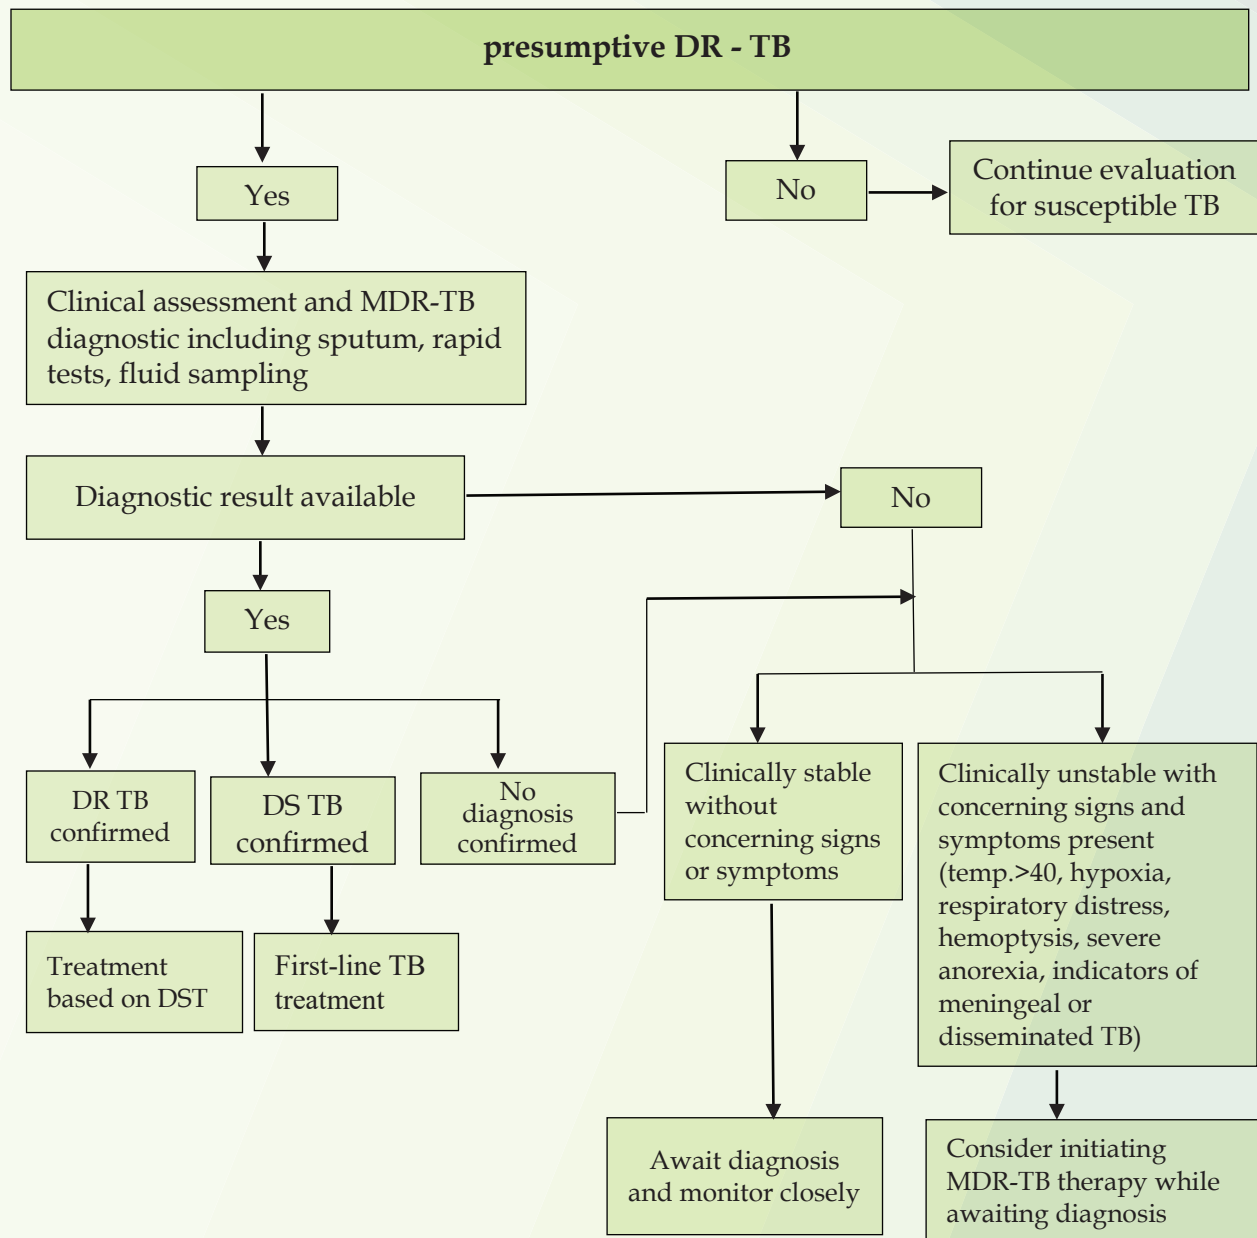 presumptive DR - TB
Yes
No
Continue evaluation
for susceptible TB
Clinical assessment and MDR-TB
diagnostic including sputum, rapid
tests, fluid sampling
Diagnostic result available
No
Yes
DR TB
confirmed
DS TB
confirmed
No
diagnosis
confirmed
Clinically stable
without
concerning signs
or symptoms
Clinically unstable with
concerning signs and
symptoms present
(temp.>40, hypoxia,
respiratory distress,
hemoptysis, severe
anorexia, indicators of
meningeal or
disseminated TB)
Treatment
based on DST
First-line TB
treatment
Await diagnosis
and monitor closely
Consider initiating
MDR-TB therapy while
awaiting diagnosis